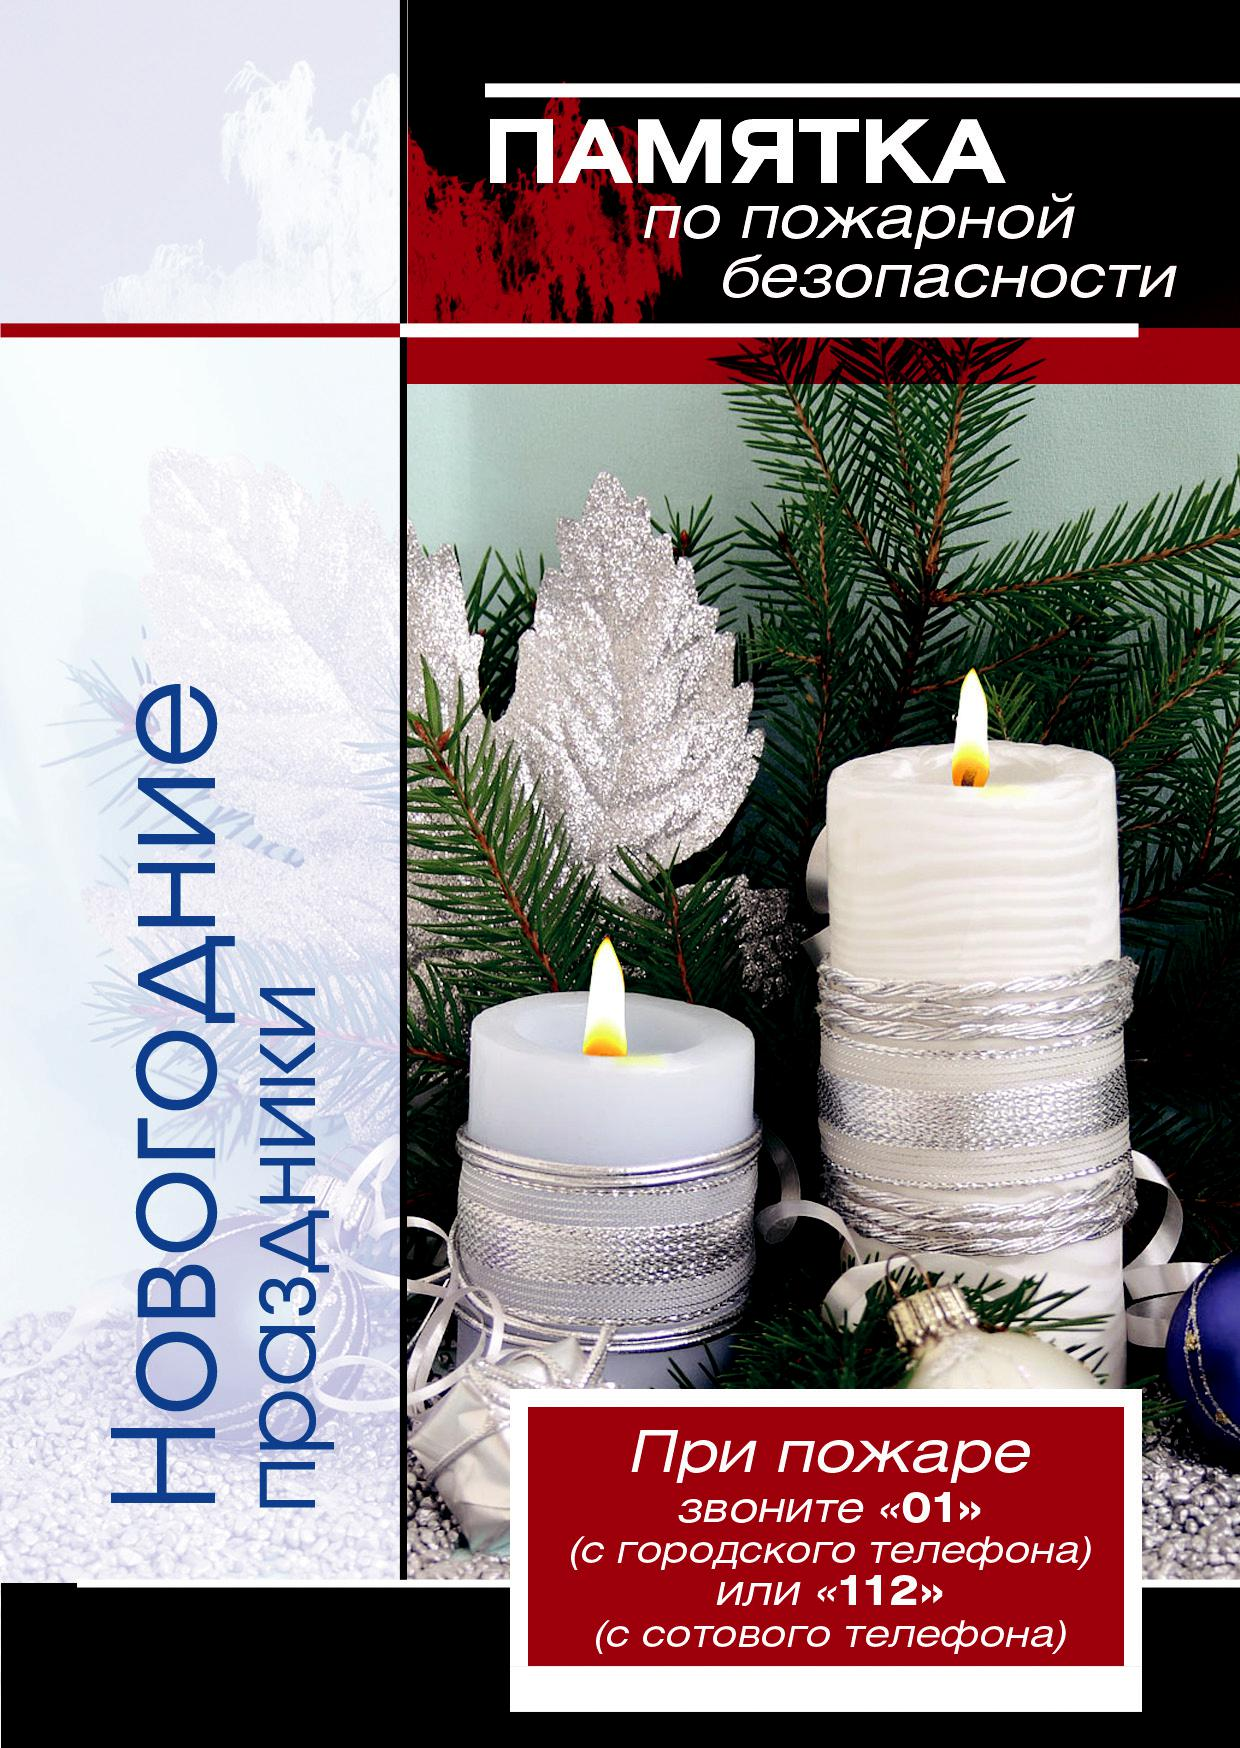 ПАМЯТКА
по пожарной
безопасности
Новогодние
праздники
При пожаре
звоните «01»
(с городского телефона)
или «112»
(с сотового телефона)